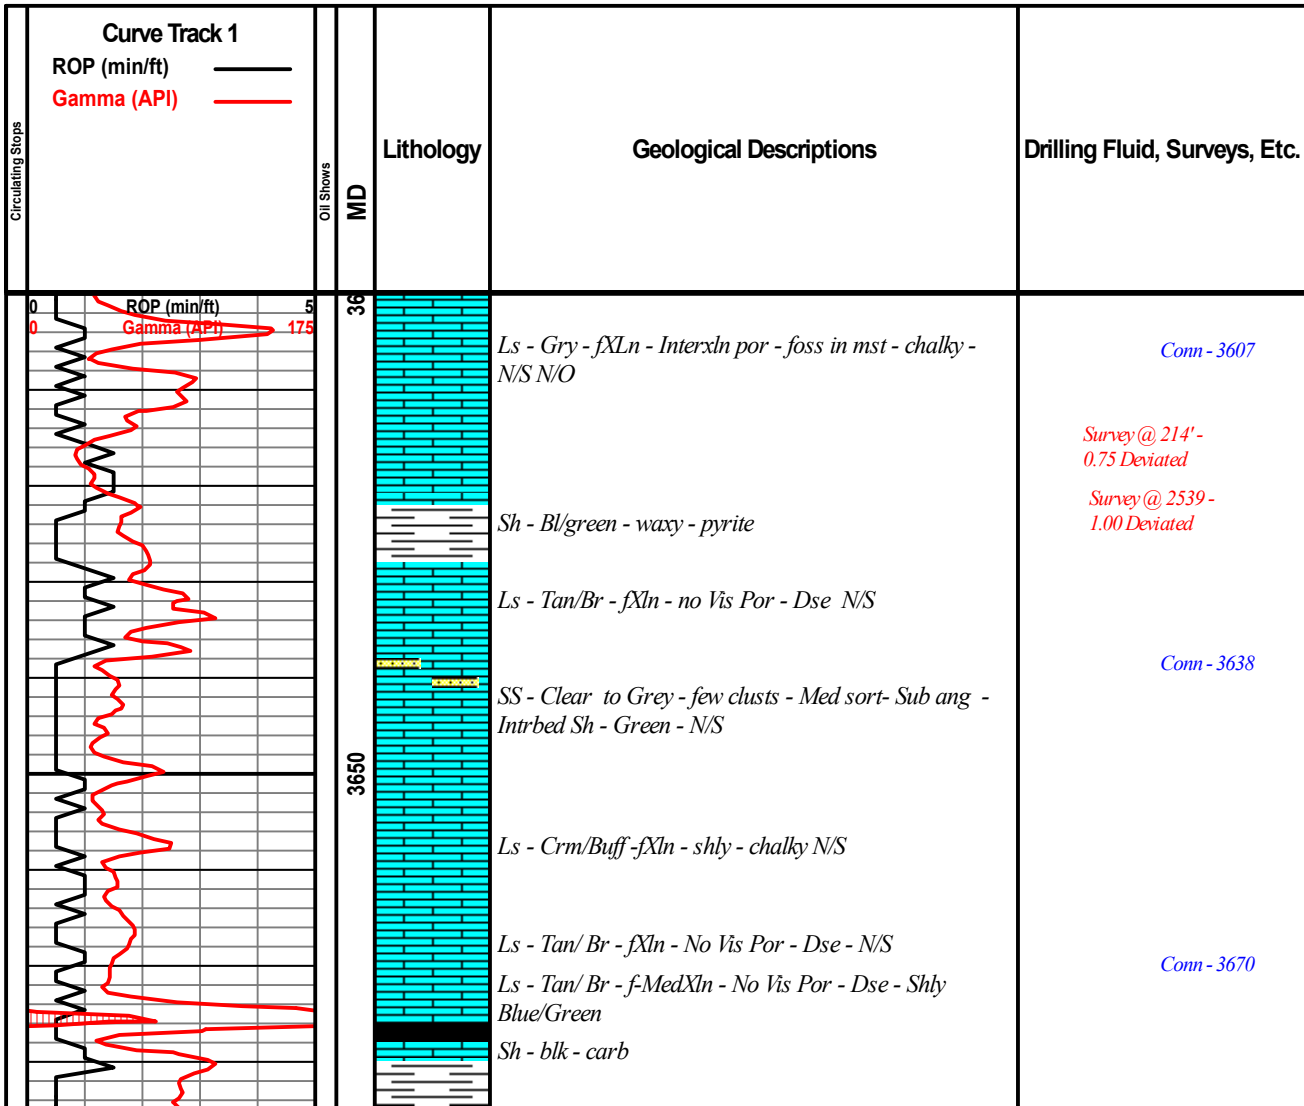 Curve Track 1
ROP (min/ft)
Gamma (API)
Circulating Stops
Oil Shows
MD
Lithology
Geological Descriptions
Drilling Fluid, Surveys, Etc.
0 ROP (min/ft) 5
0 Gamma (API) 175
36
Ls - Gry - fXLn - Interxln por - foss in mst - chalky -
N/S N/O
Conn - 3607
Survey @ 214' -
0.75 Deviated
Survey @ 2539 -
1.00 Deviated
Sh - Bl/green - waxy - pyrite
Ls - Tan/Br - fXln - no Vis Por - Dse N/S
Conn - 3638
SS - Clear to Grey - few clusts - Med sort- Sub ang -
Intrbed Sh - Green - N/S
3650
Ls - Crm/Buff -fXln - shly - chalky N/S
Ls - Tan/ Br - fXln - No Vis Por - Dse - N/S
Conn - 3670
Ls - Tan/ Br - f-MedXln - No Vis Por - Dse - Shly
Blue/Green
Sh - blk - carb